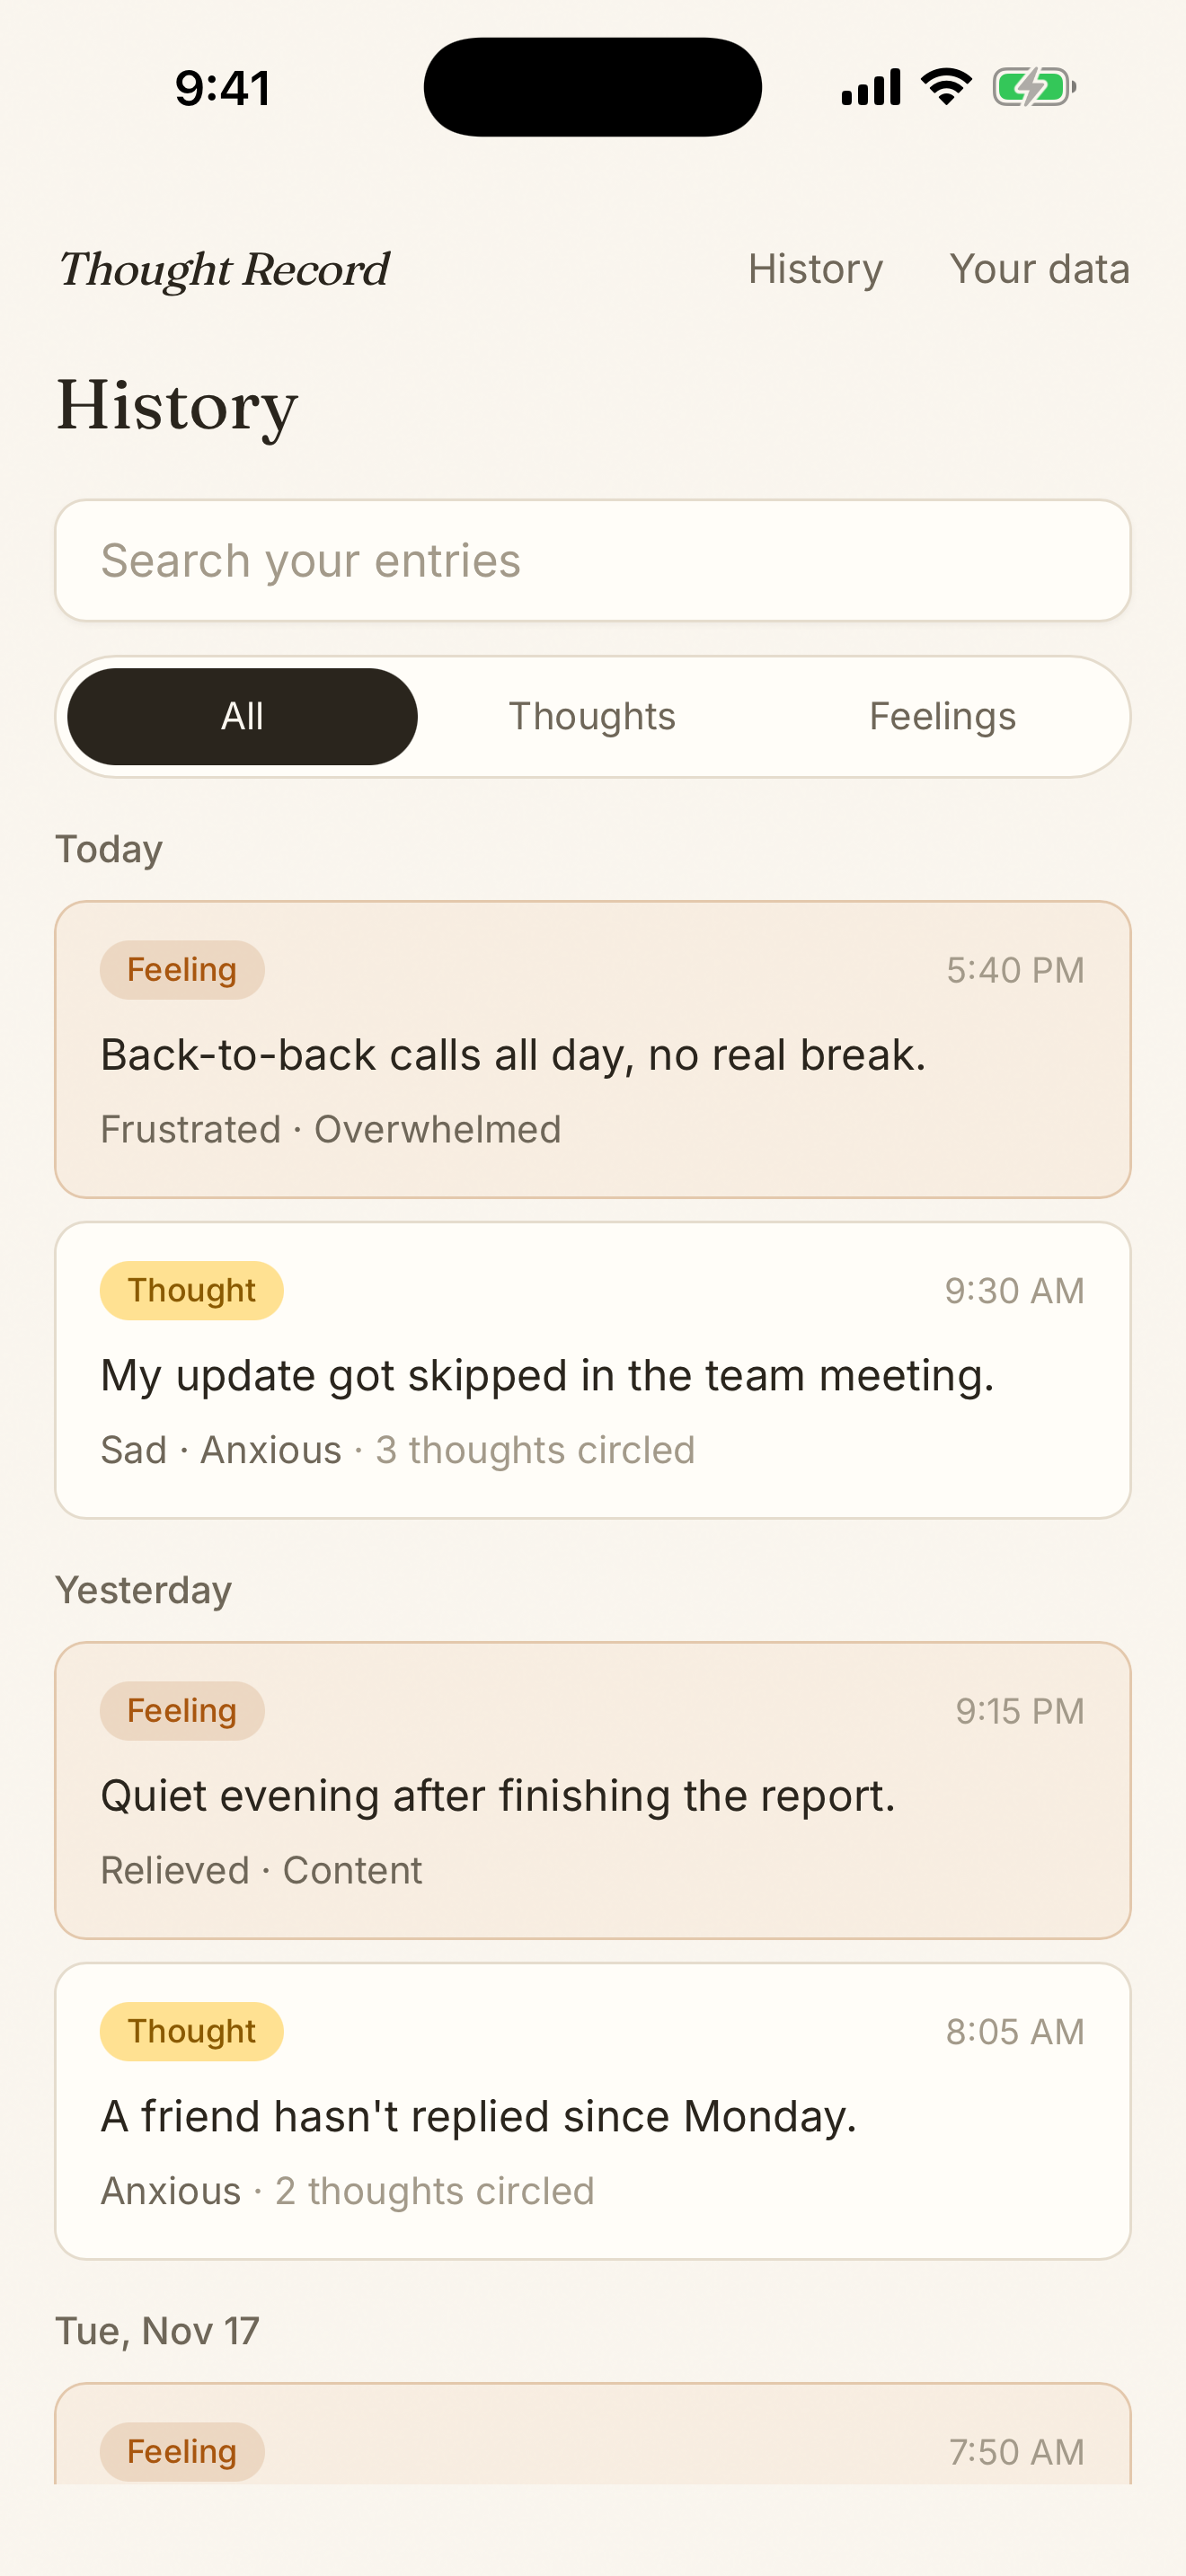 9:41
Thought Record History Your data
History
Search your entries
All Thoughts Feelings
Today
Feeling 5:40 PM
Back-to-back calls all day, no real break.
Frustrated · Overwhelmed
Thought 9:30 AM
My update got skipped in the team meeting.
Sad · Anxious · 3 thoughts circled
Yesterday
Feeling 9:15 PM
Quiet evening after finishing the report.
Relieved · Content
Thought 8:05 AM
A friend hasn't replied since Monday.
Anxious · 2 thoughts circled
Tue, Nov 17
Feeling 7:50 AM